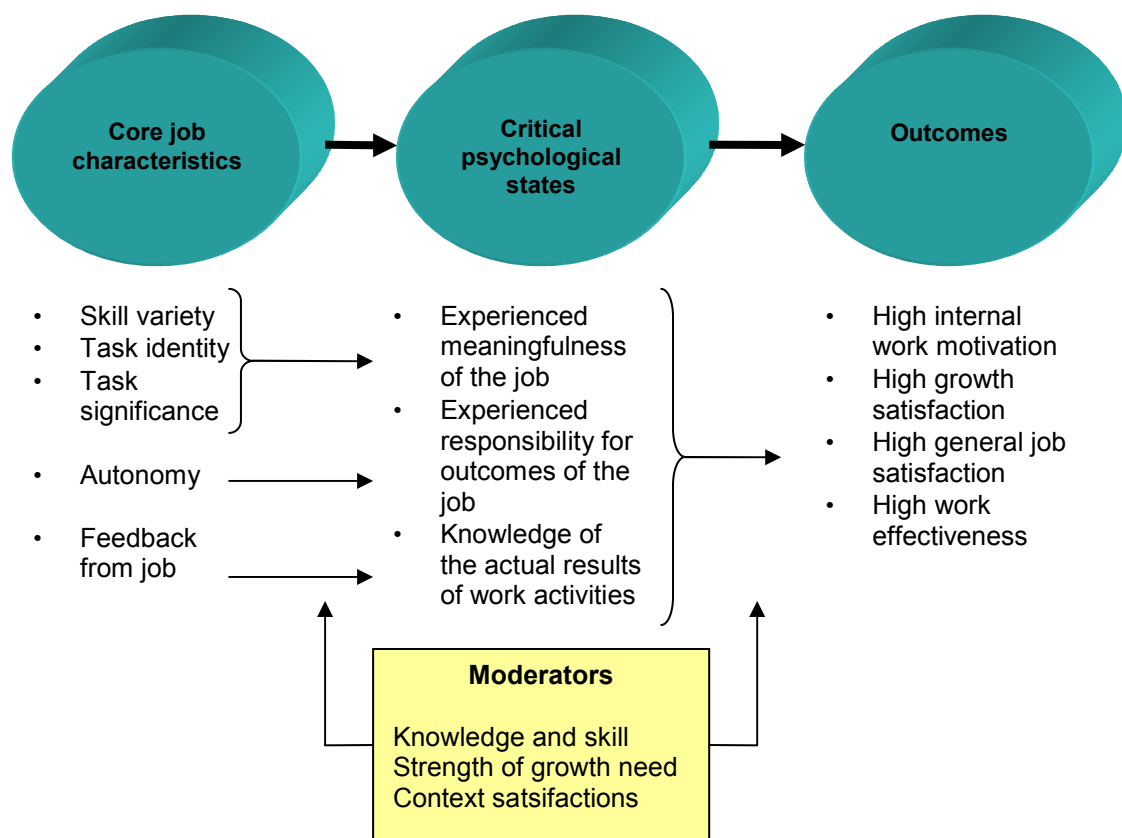 Core job
characteristics
Critical
psychological
states
Outcomes
• Skill variety
• Task identity
• Task
significance
• Autonomy
• Feedback
from job
• Experienced
meaningfulness
of the job
• Experienced
responsibility for
outcomes of the
job
• Knowledge of
the actual results
of work activities
• High internal
work motivation
• High growth
satisfaction
• High general job
satisfaction
• High work
effectiveness
Moderators
Knowledge and skill
Strength of growth need
Context satsifactions